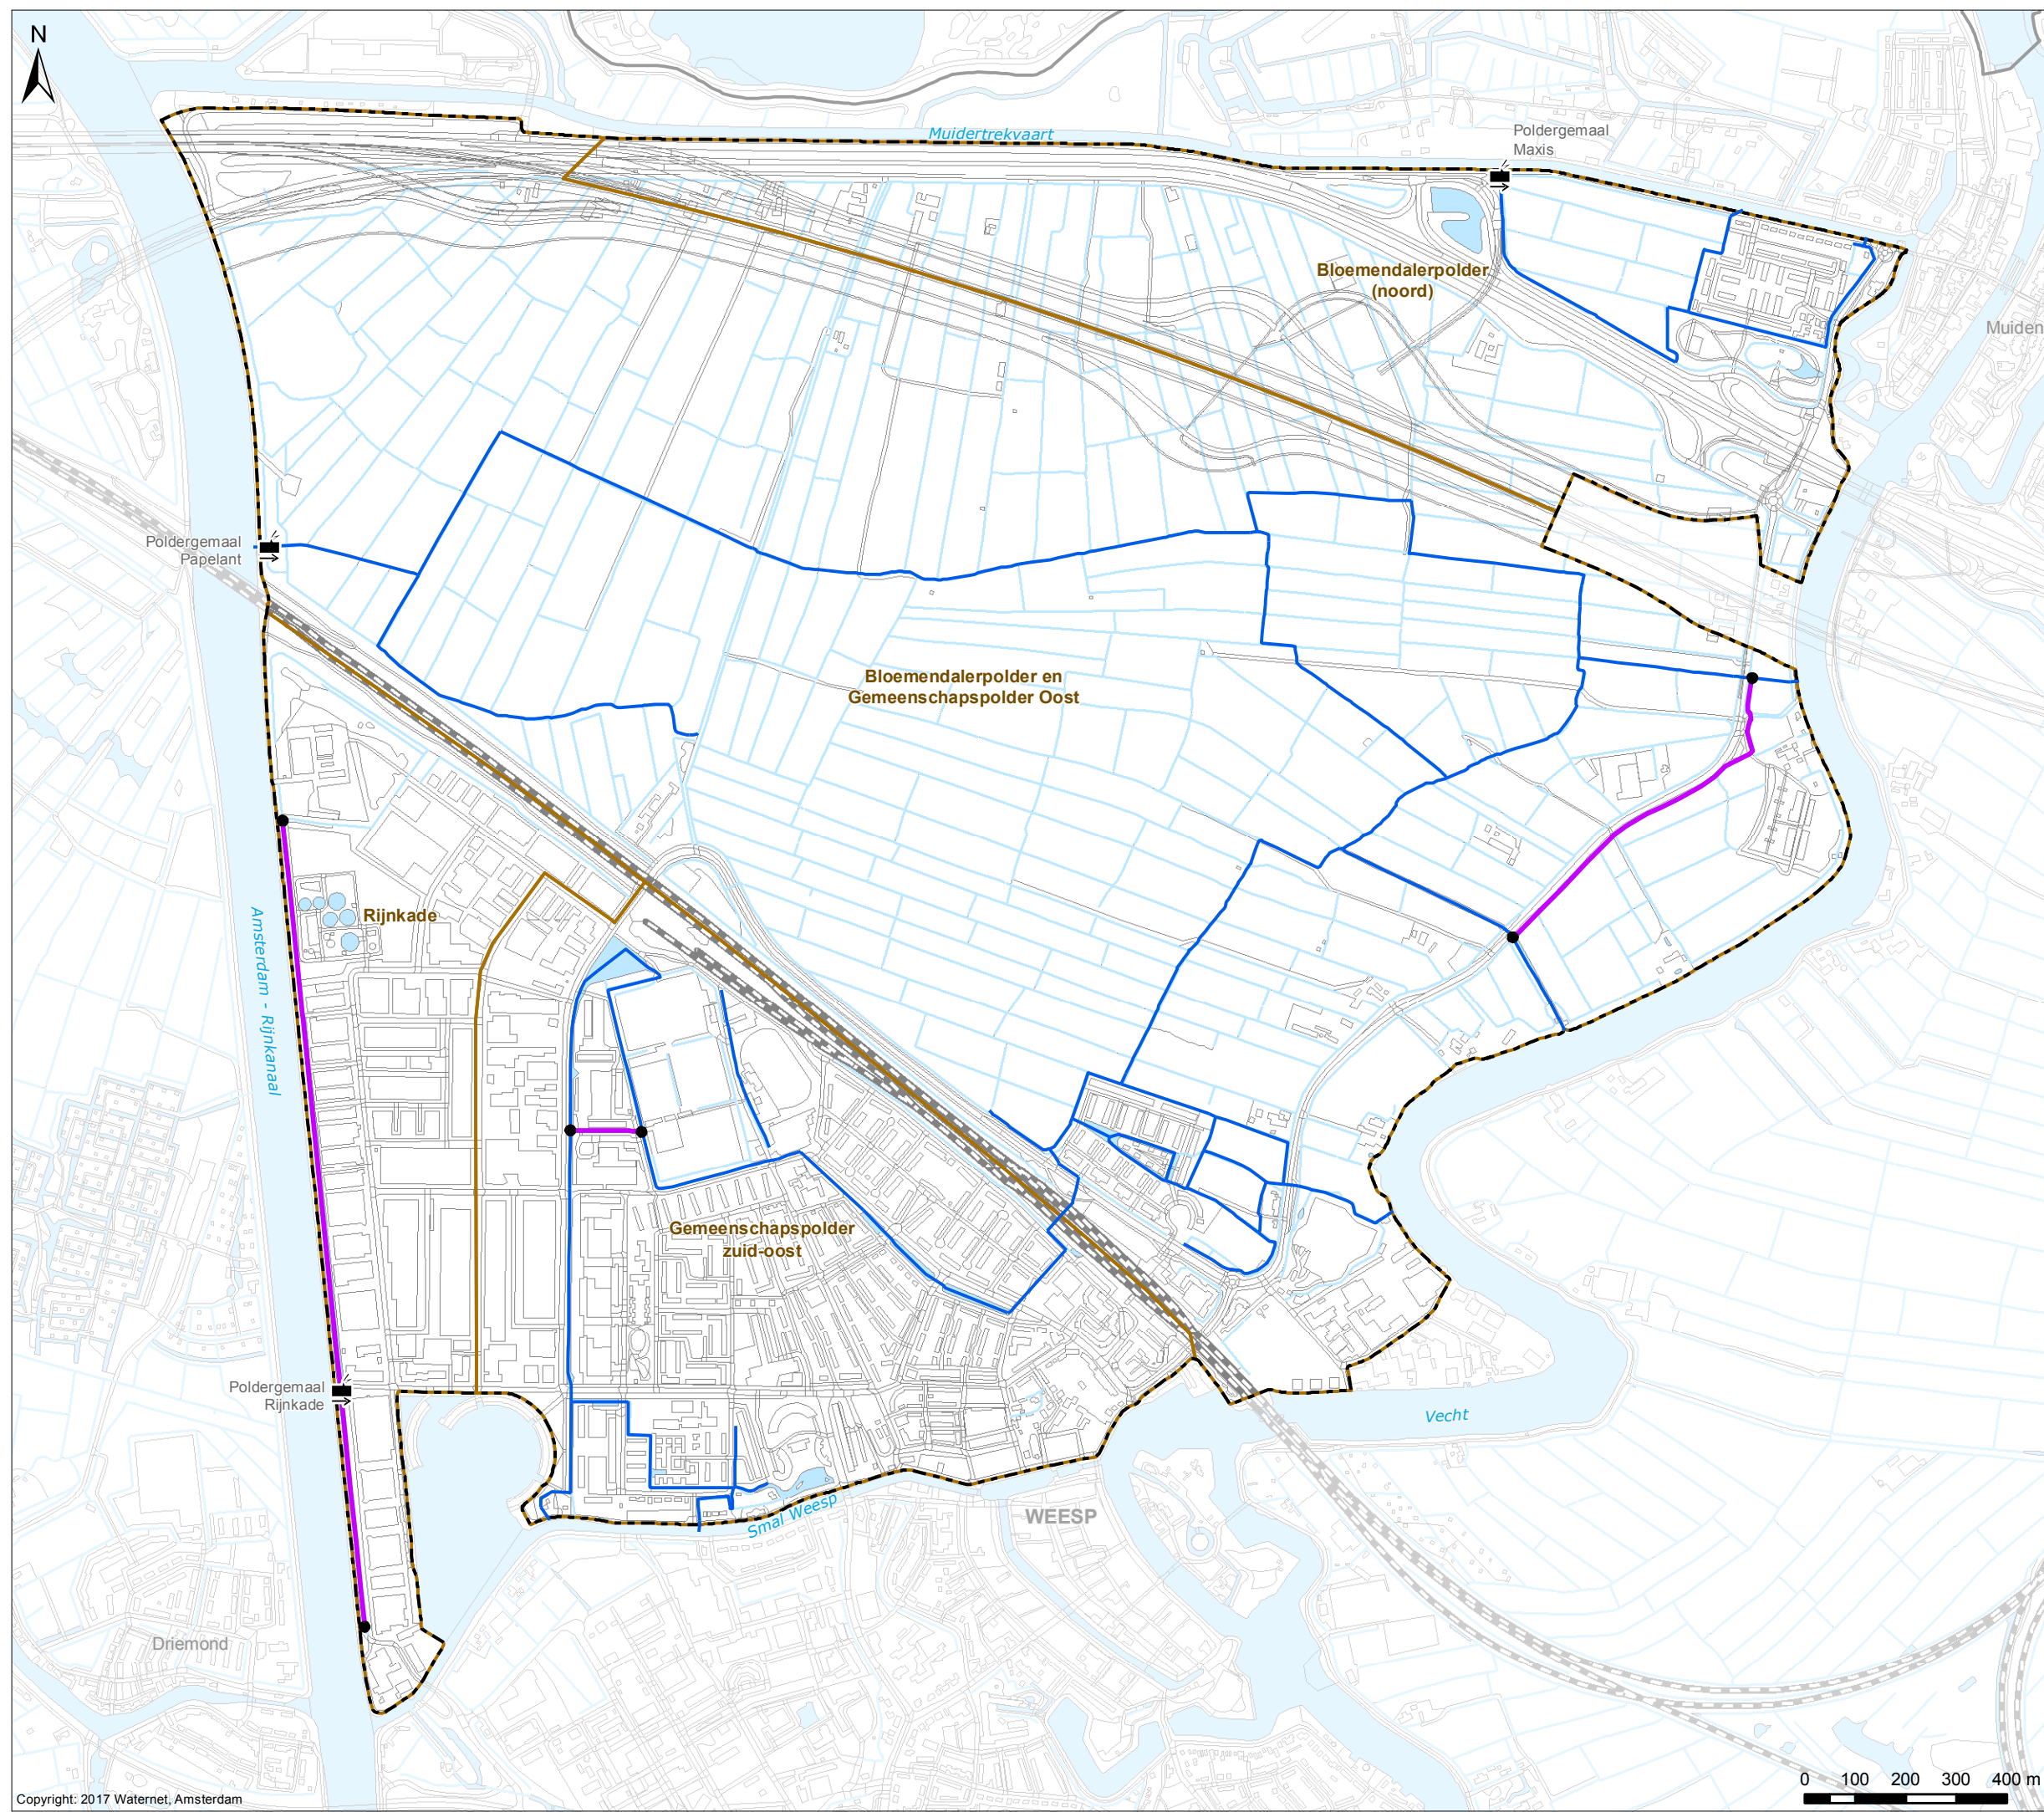 N
Muidertrekvaart
Poldergemaal
Maxis
Bloemendalerpolder
(noord)
Muiden
Poldergemaal
Papelant
Bloemendalerpolder en
Gemeenschapspolder Oost
Rijnkade
Amsterdam - Rijnkanaal
Gemeenschapspolder
zuid-oost
Poldergemaal
Rijnkade
Vecht
Smal Weesp
WEESP
Driemond
0 100 200 300 400 m
Copyright: 2017 Waternet, Amsterdam